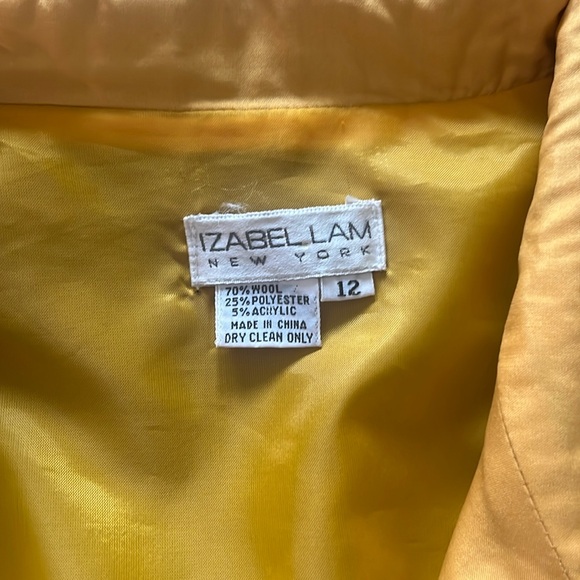 IZABEL LAM
NEW YORK
12
70% WOOL
25% POLYESTER
5% ACRYLIC
MADE IN CHINA
DRY CLEAN ONLY